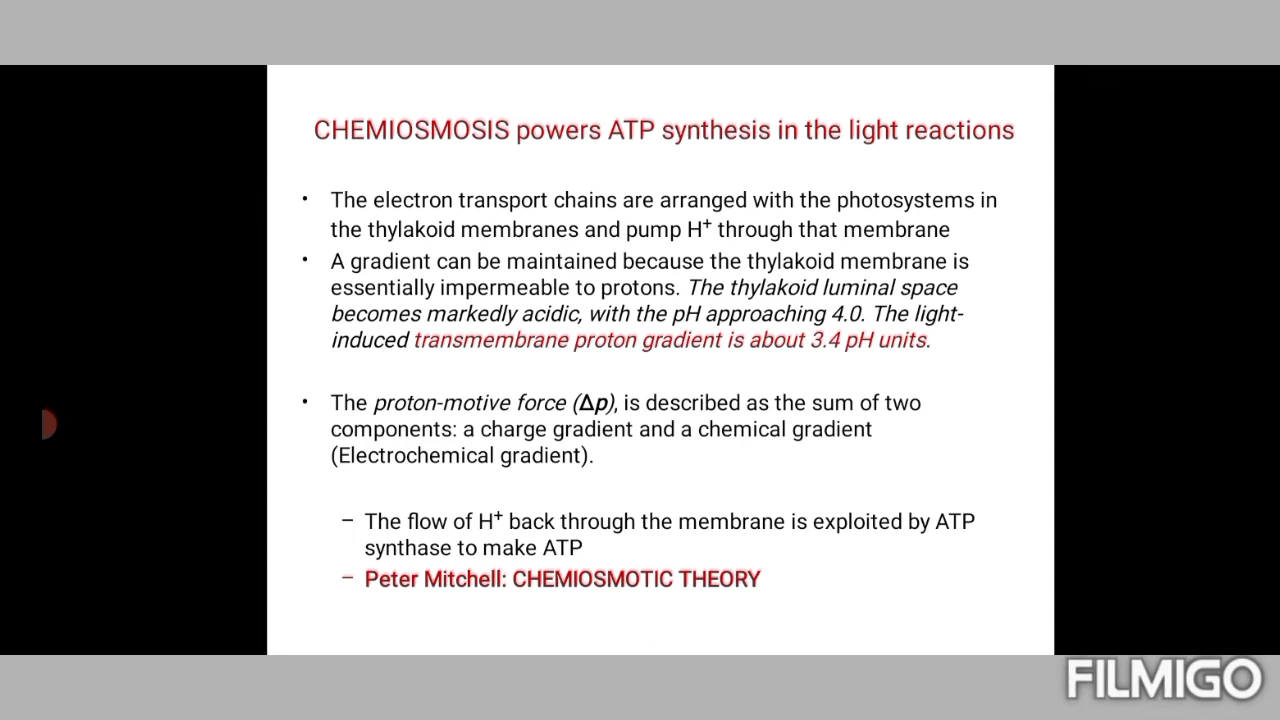 CHEMIOSMOSIS powers ATP synthesis in the light reactions
• The electron transport chains are arranged with the photosystems in
the thylakoid membranes and pump H⁺ through that membrane
• A gradient can be maintained because the thylakoid membrane is
essentially impermeable to protons. The thylakoid luminal space
becomes markedly acidic, with the pH approaching 4.0. The light-
induced transmembrane proton gradient is about 3.4 pH units.
• The proton-motive force (Δp), is described as the sum of two
components: a charge gradient and a chemical gradient
(Electrochemical gradient).
– The flow of H⁺ back through the membrane is exploited by ATP
synthase to make ATP
– Peter Mitchell: CHEMIOSMOTIC THEORY
FILMIGO